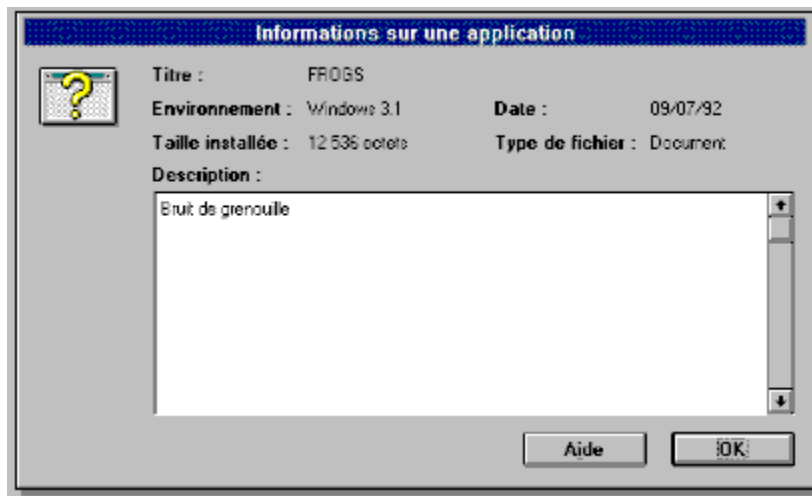 Informations sur une application
Titre : FROGS
Environnement : Windows 3.1 Date : 09/07/92
Taille installée : 12 536 octets Type de fichier : Document
Description :
Bruit de grenouille
Aide OK